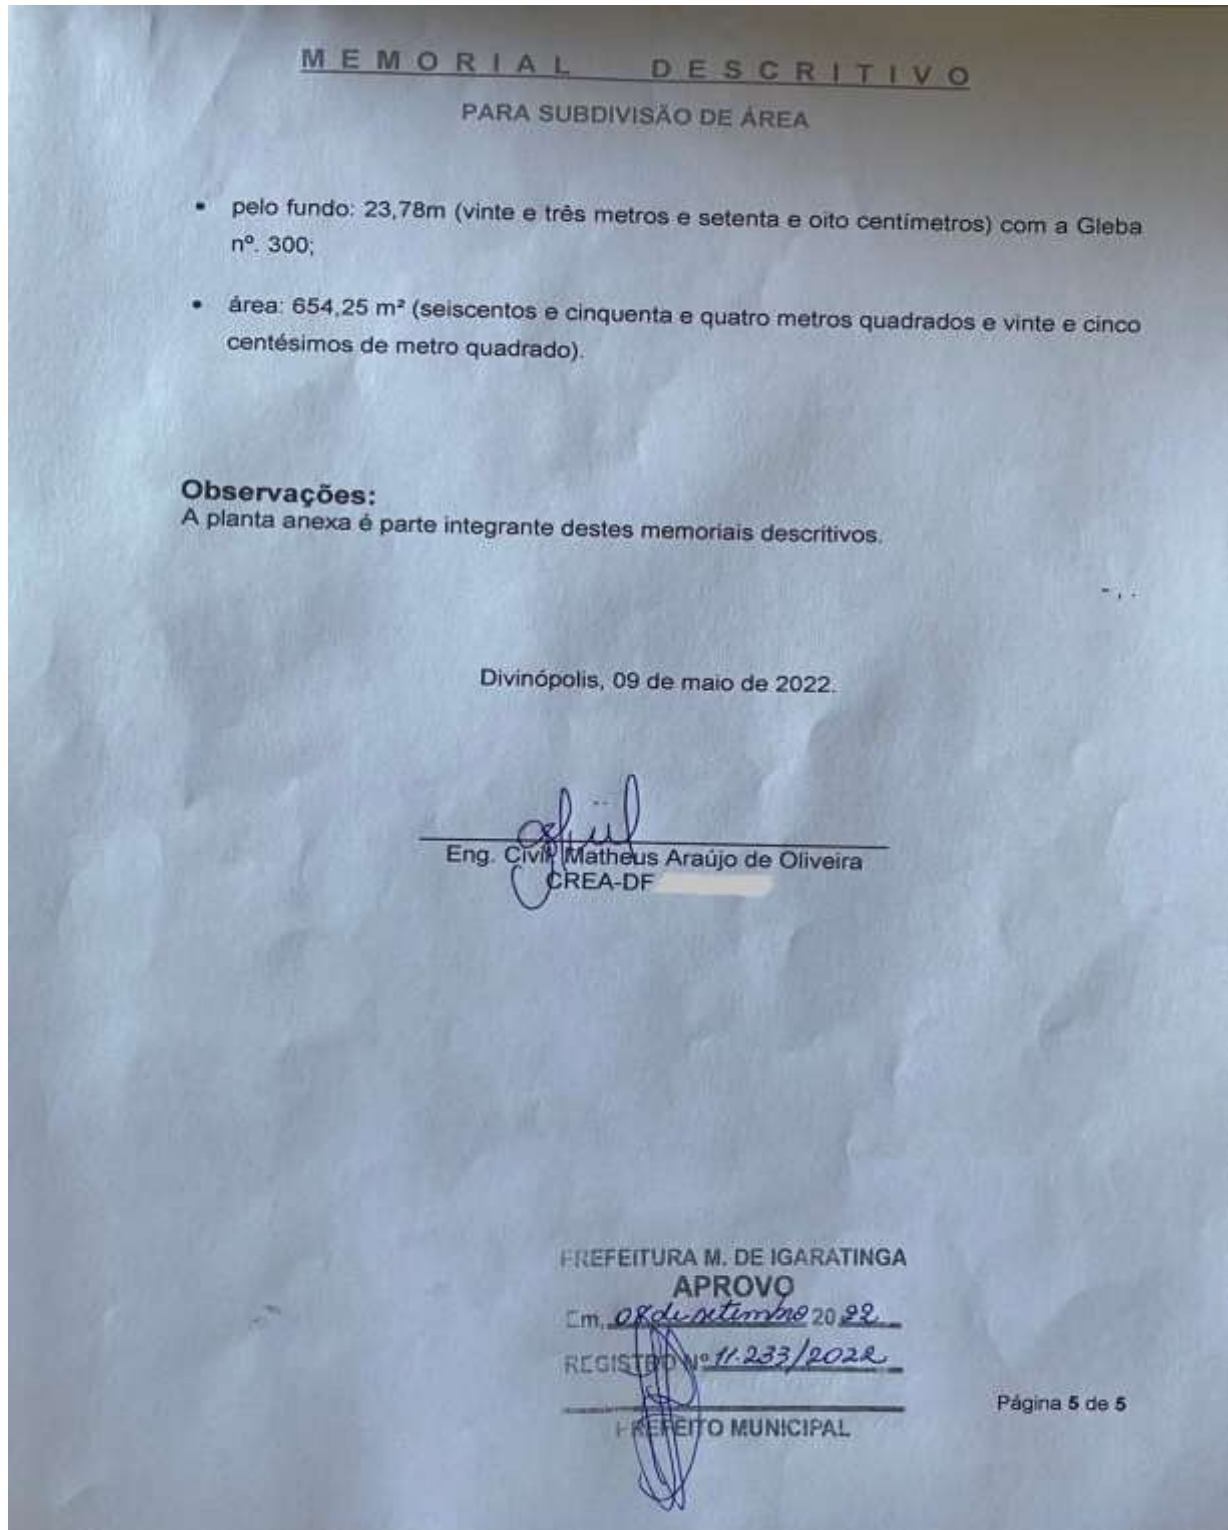 MEMORIAL DESCRITIVO
PARA SUBDIVISÃO DE ÁREA
• pelo fundo: 23,78m (vinte e três metros e setenta e oito centímetros) com a Gleba
nº. 300;
• área: 654,25 m² (seiscentos e cinquenta e quatro metros quadrados e vinte e cinco
centésimos de metro quadrado).
Observações:
A planta anexa é parte integrante destes memoriais descritivos.
Divinópolis, 09 de maio de 2022.
Eng. Civil Matheus Araújo de Oliveira
CREA-DF
PREFEITURA M. DE IGARATINGA
APROVO
Em, 08 de setembro 20 22
REGISTRO Nº 11.233/2022
PREFEITO MUNICIPAL
Página 5 de 5